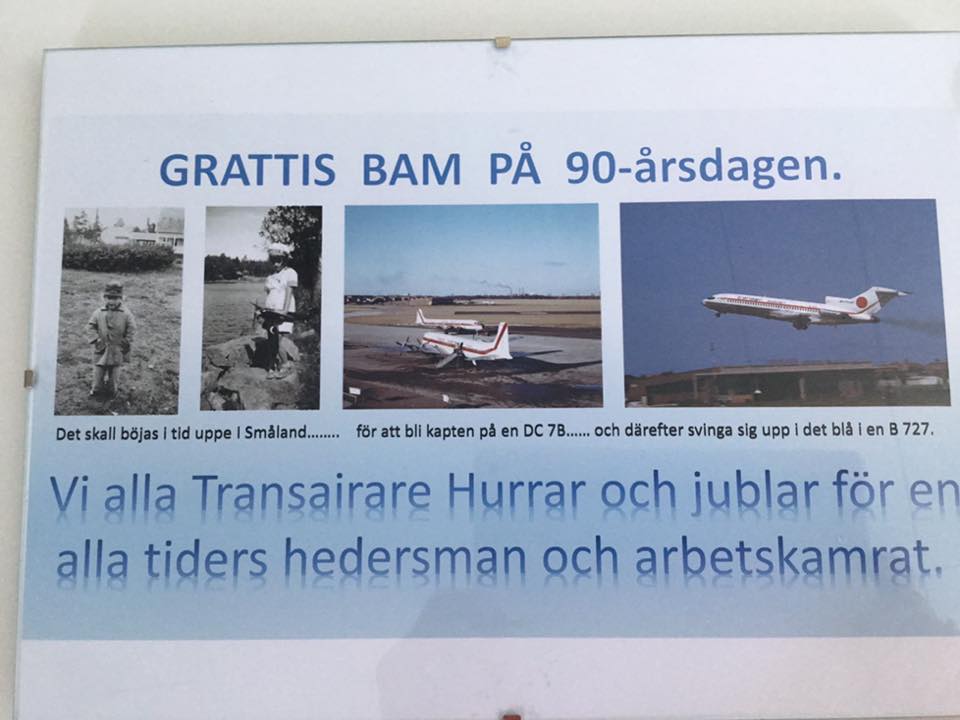 GRATTIS BAM PÅ 90-årsdagen.
Det skall böjas i tid uppe I Småland........ för att bli kapten på en DC 7B...... och därefter svinga sig upp i det blå i en B 727.
Vi alla Transairare Hurrar och jublar för en
alla tiders hedersman och arbetskamrat.